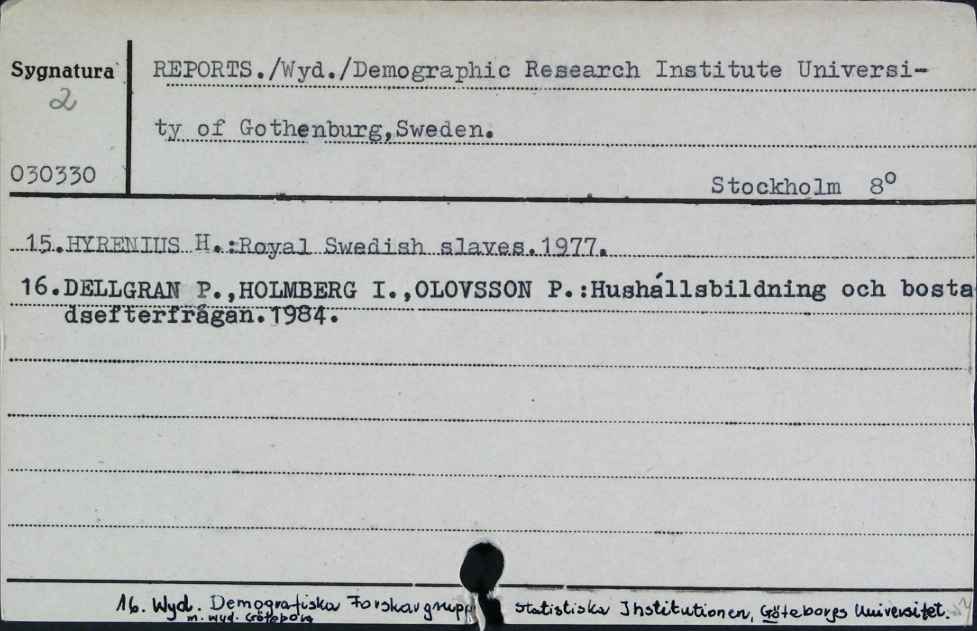 Sygnatura
2
030330
REPORTS./Wyd./Demographic Research Institute Universi-
ty of Gothenburg,Sweden.
Stockholm 8º
15.HYRENIUS H.:Royal Swedish slaves.1977.
16.DELLGRAN P.,HOLMBERG I.,OLOVSSON P.:Hushállsbildning och bosta
dsefterfrågan.1984.
16. Wyd. Demografiska Forskargrupp Statistiska Institutionen, Göteborgs Universitet.
m. wyd. Göteborg